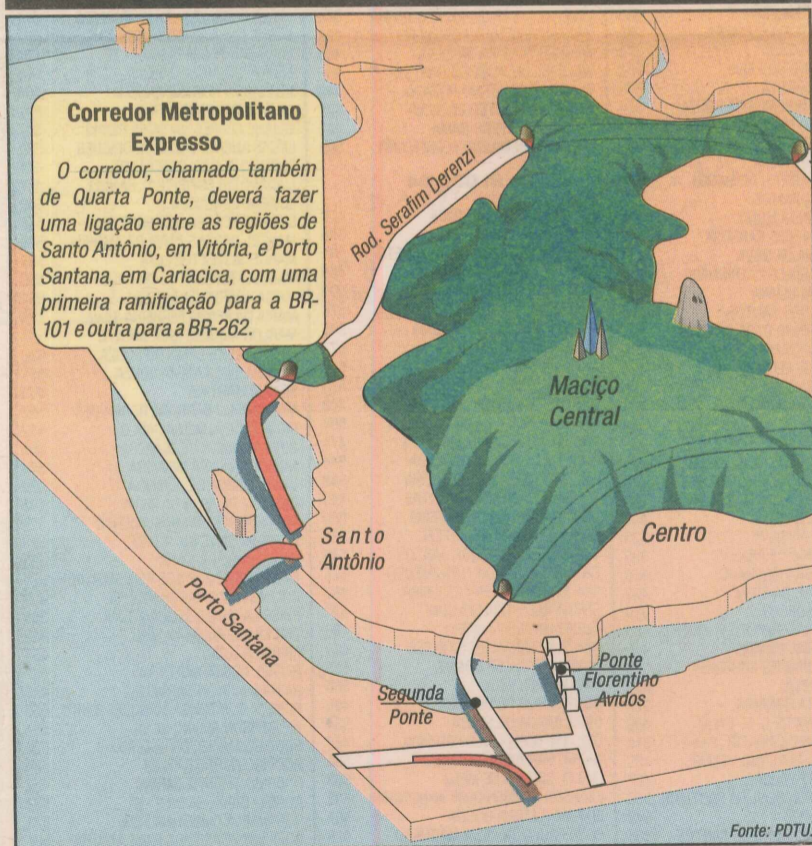 Corredor Metropolitano
Expresso
O corredor, chamado também
de Quarta Ponte, deverá fazer
uma ligação entre as regiões de
Santo Antônio, em Vitória, e Porto
Santana, em Cariacica, com uma
primeira ramificação para a BR-
101 e outra para a BR-262.
Rod. Serafim Derenzi
Maciço
Central
Santo
Antônio
Centro
Porto Santana
Segunda
Ponte
Ponte
Florentino
Avidos
Fonte: PDTU.